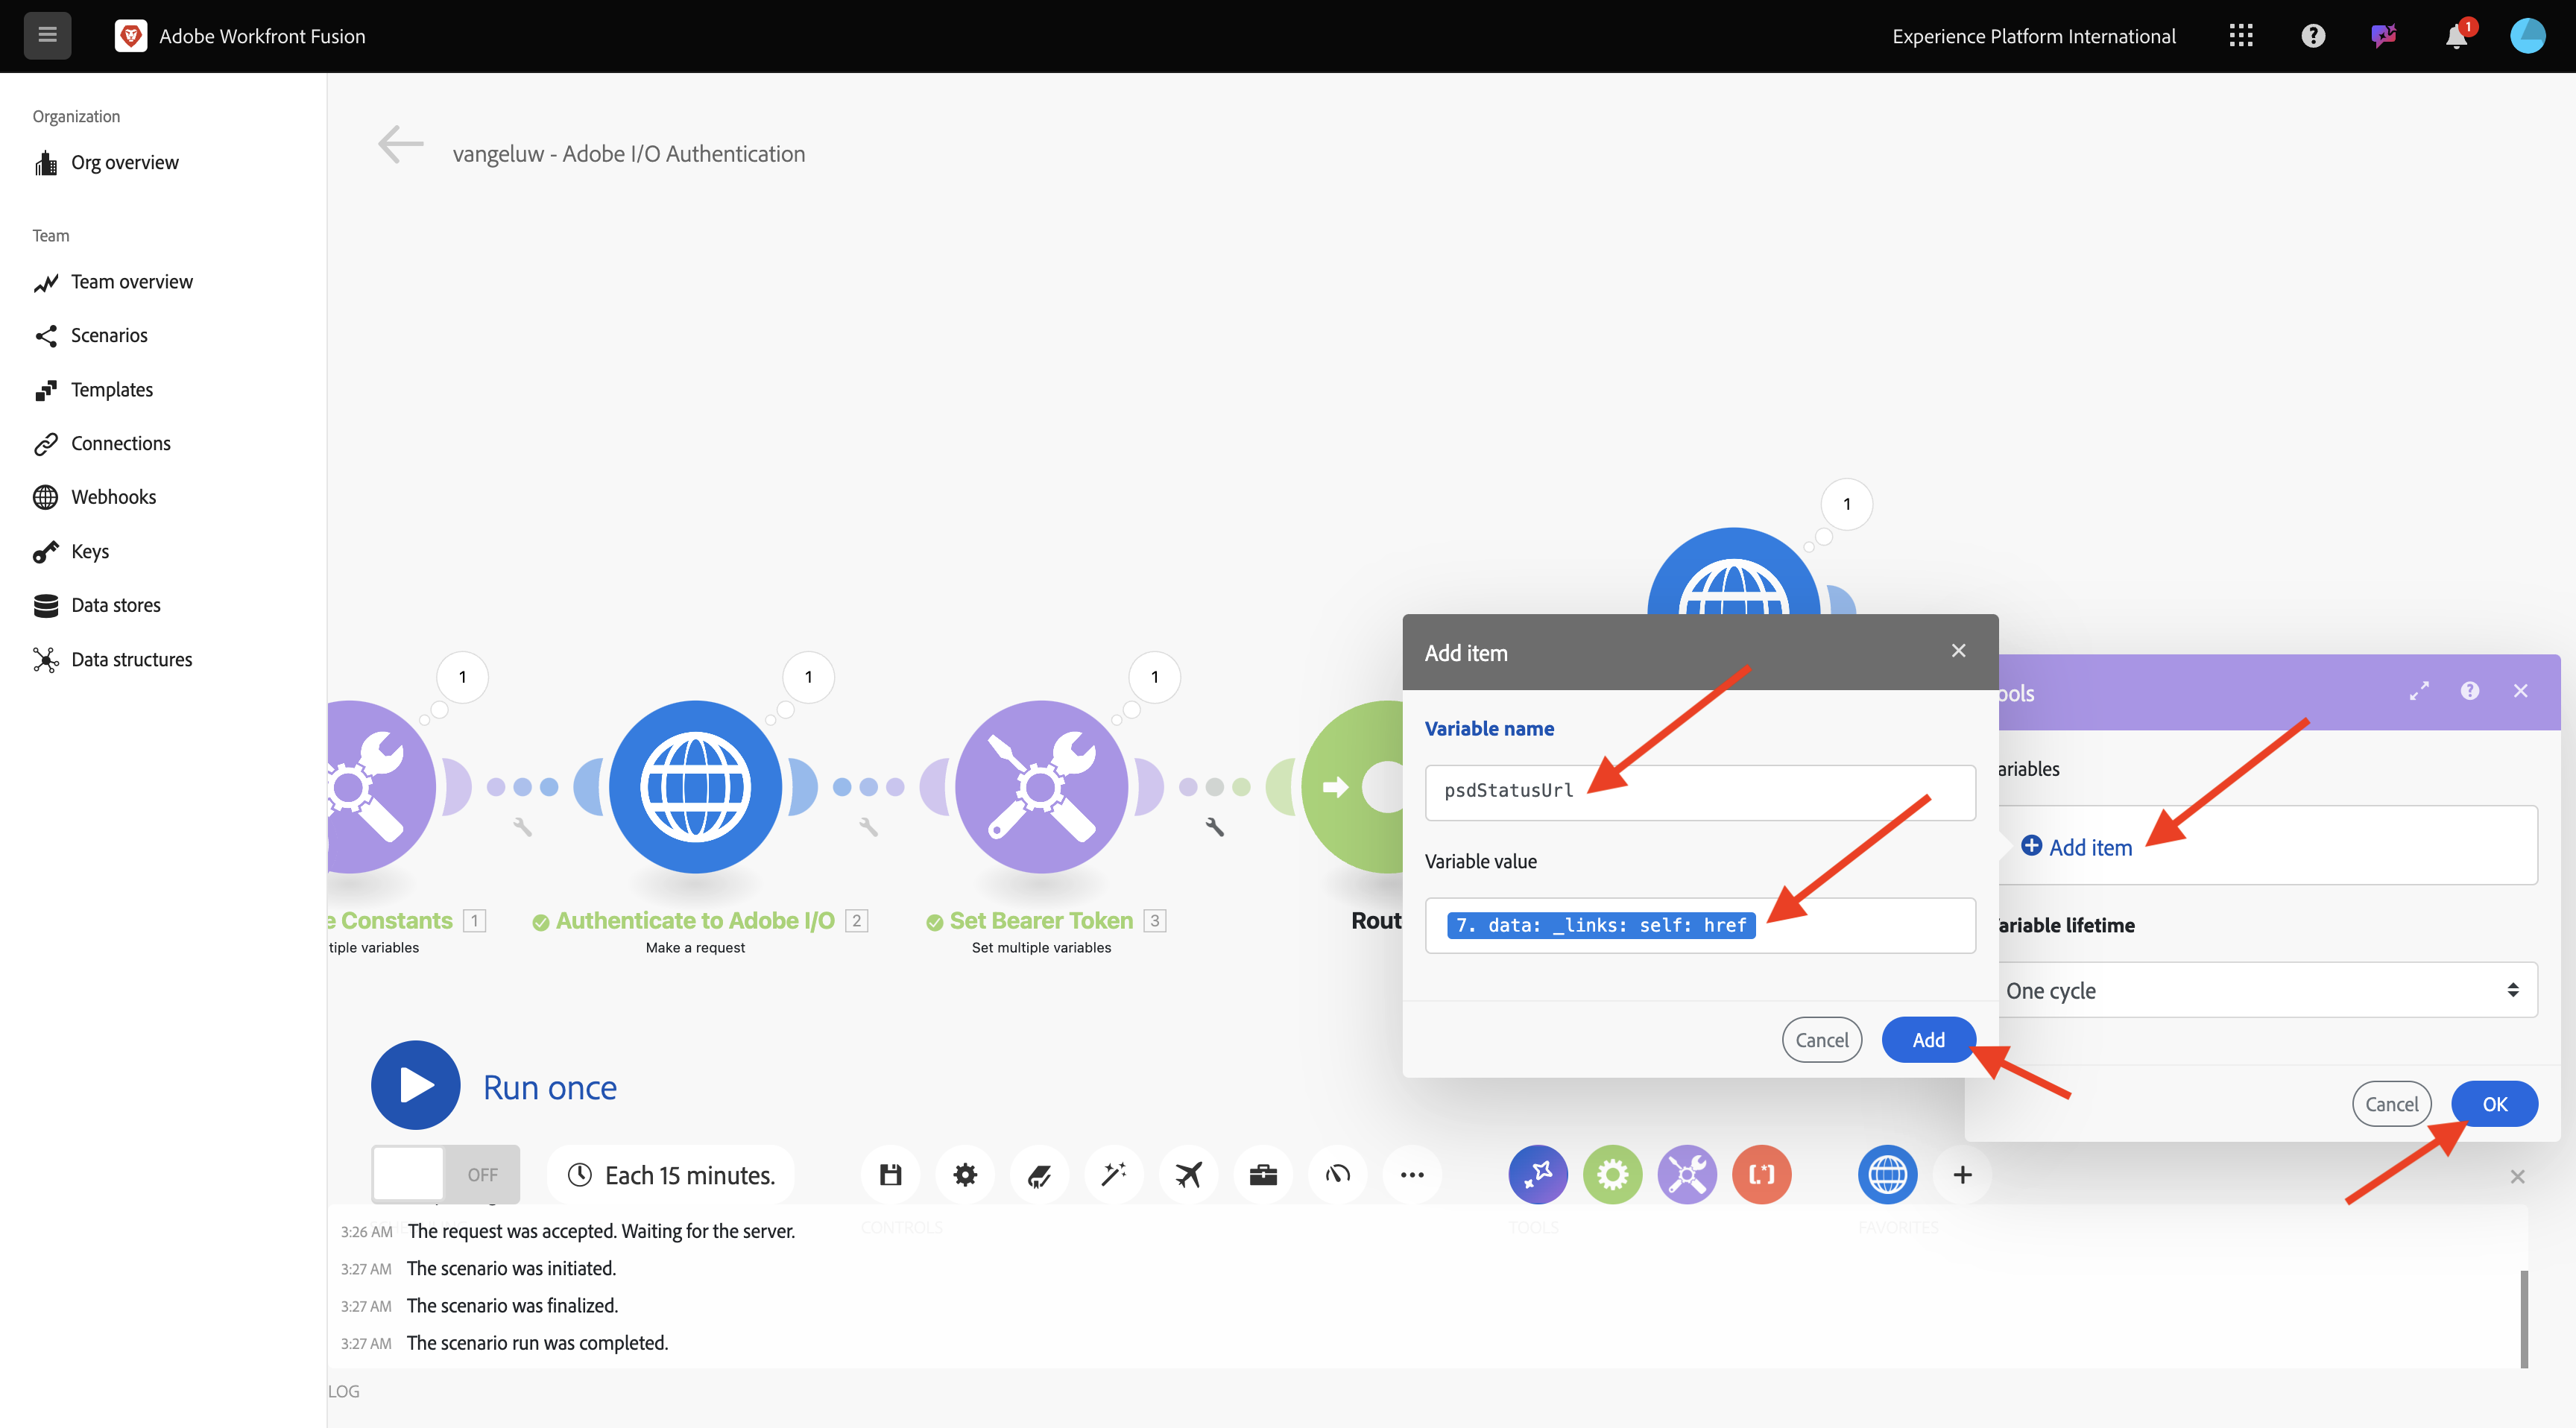 Adobe Workfront Fusion
Experience Platform International
1
Organization
Org overview
Team
Team overview
Scenarios
Templates
Connections
Webhooks
Keys
Data stores
Data structures
vangeluw - Adobe I/O Authentication
1
1
1
1
e Constants 1
tiple variables
Authenticate to Adobe I/O 2
Make a request
Set Bearer Token 3
Set multiple variables
Rout
Add item
Variable name
psdStatusUrl
Variable value
7. data: _links: self: href
Cancel
Add
ools
ariables
Add item
ariable lifetime
One cycle
Cancel
OK
Run once
OFF
Each 15 minutes.
CONTROLS
TOOLS
FAVORITES
3:26 AM The request was accepted. Waiting for the server.
3:27 AM The scenario was initiated.
3:27 AM The scenario was finalized.
3:27 AM The scenario run was completed.
LOG